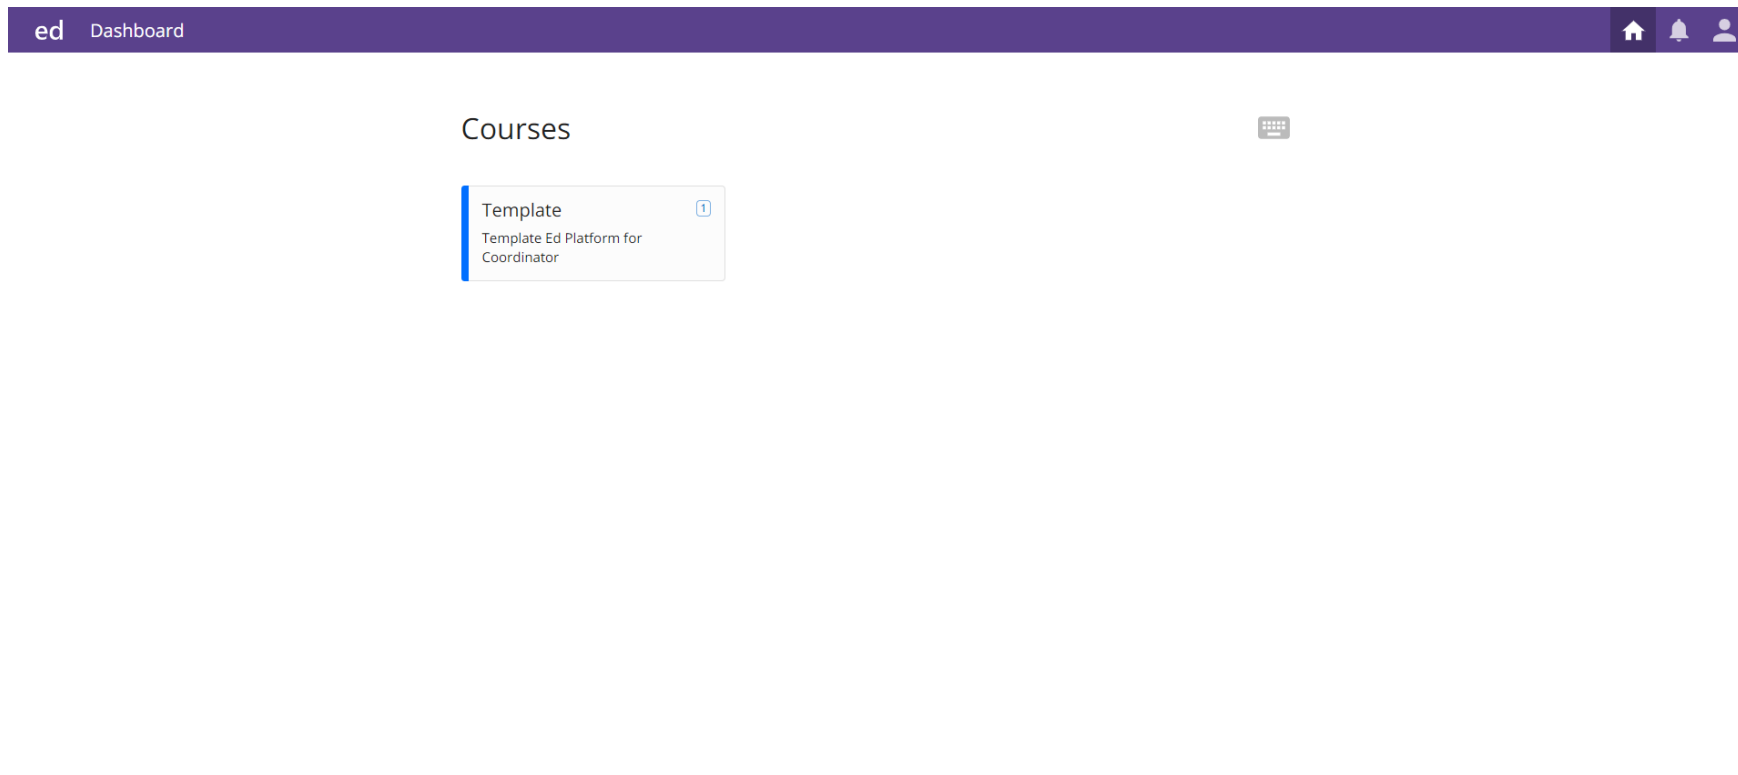 ed Dashboard
Courses
Template 1
Template Ed Platform for
Coordinator